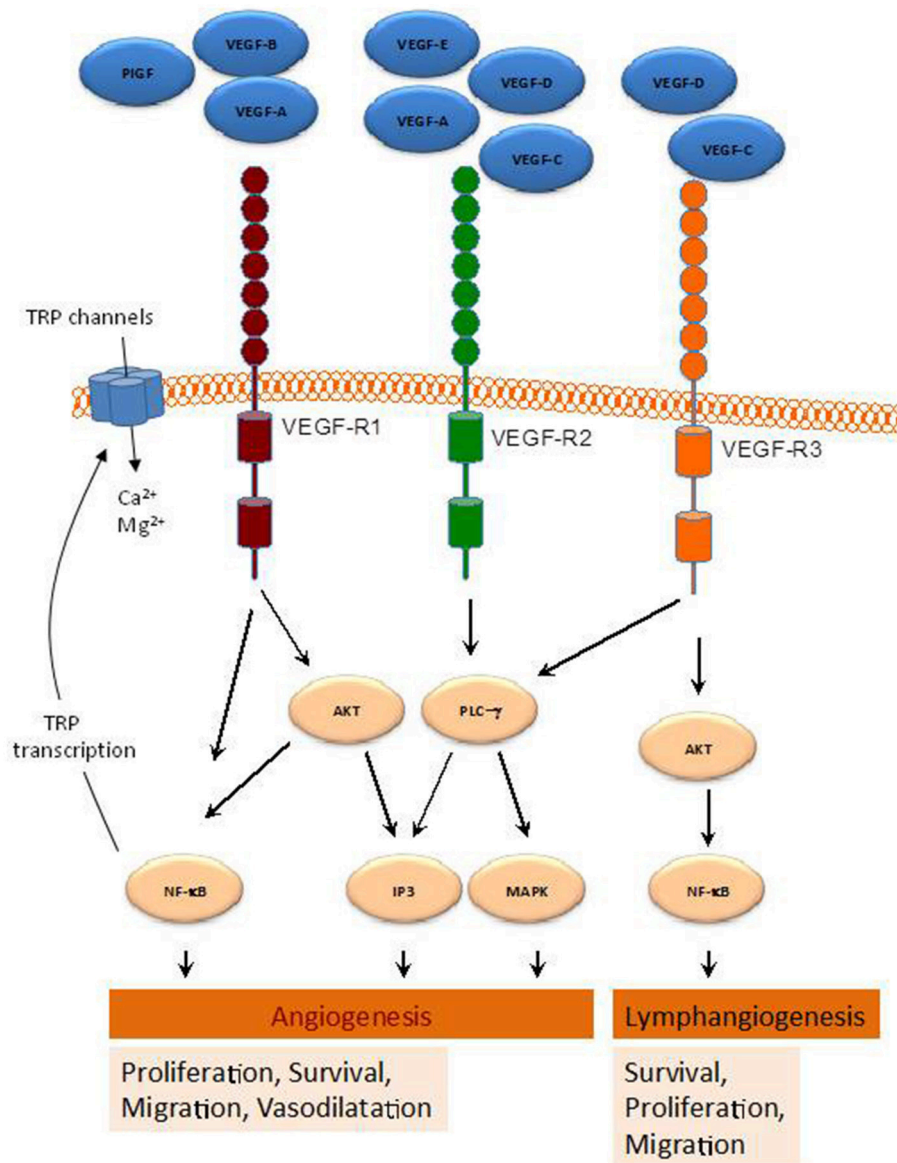 VEGF-B
PlGF
VEGF-A
VEGF-E
VEGF-D
VEGF-A
VEGF-C
VEGF-D
VEGF-C
TRP channels
VEGF-R1
VEGF-R2
VEGF-R3
Ca²⁺
Mg²⁺
TRP
transcription
AKT
PLC-γ
AKT
NF-κB
IP3
MAPK
NF-κB
Angiogenesis
Proliferation, Survival,
Migration, Vasodilatation
Lymphangiogenesis
Survival,
Proliferation,
Migration